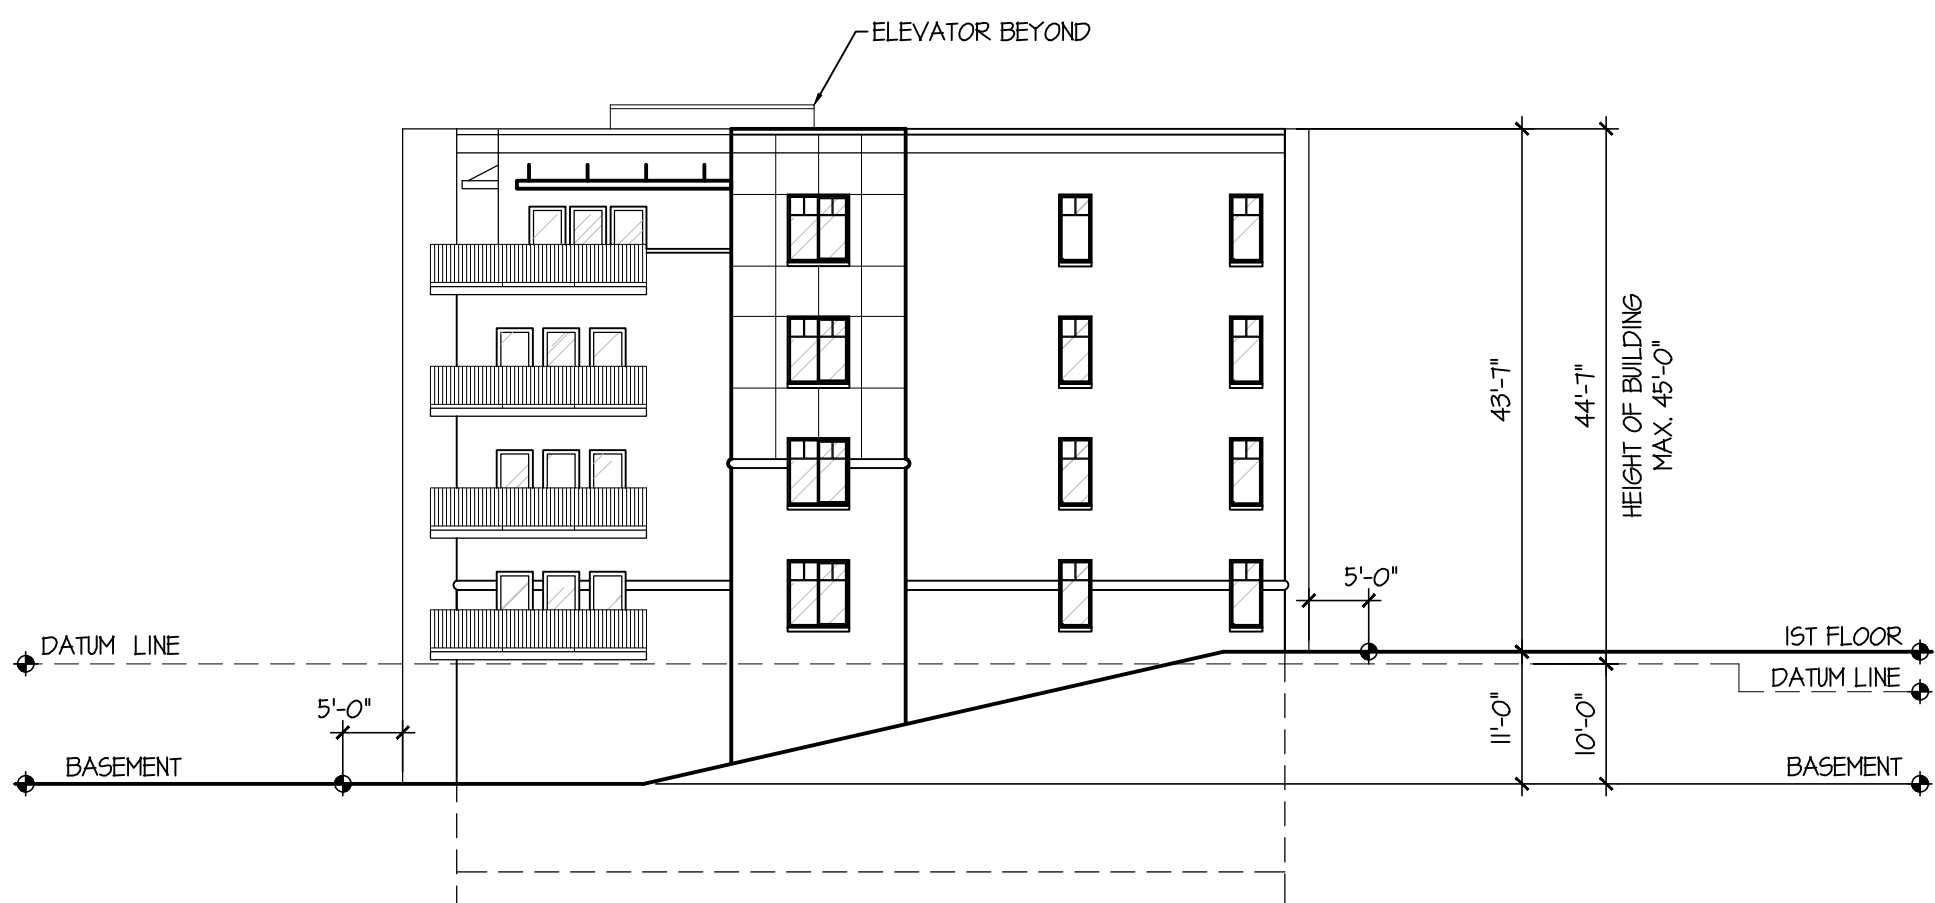 ELEVATOR BEYOND
43'-7"
44'-7"
HEIGHT OF BUILDING
MAX. 45'-0"
5'-0"
DATUM LINE
1ST FLOOR
DATUM LINE
5'-0"
11'-0"
10'-0"
BASEMENT
BASEMENT